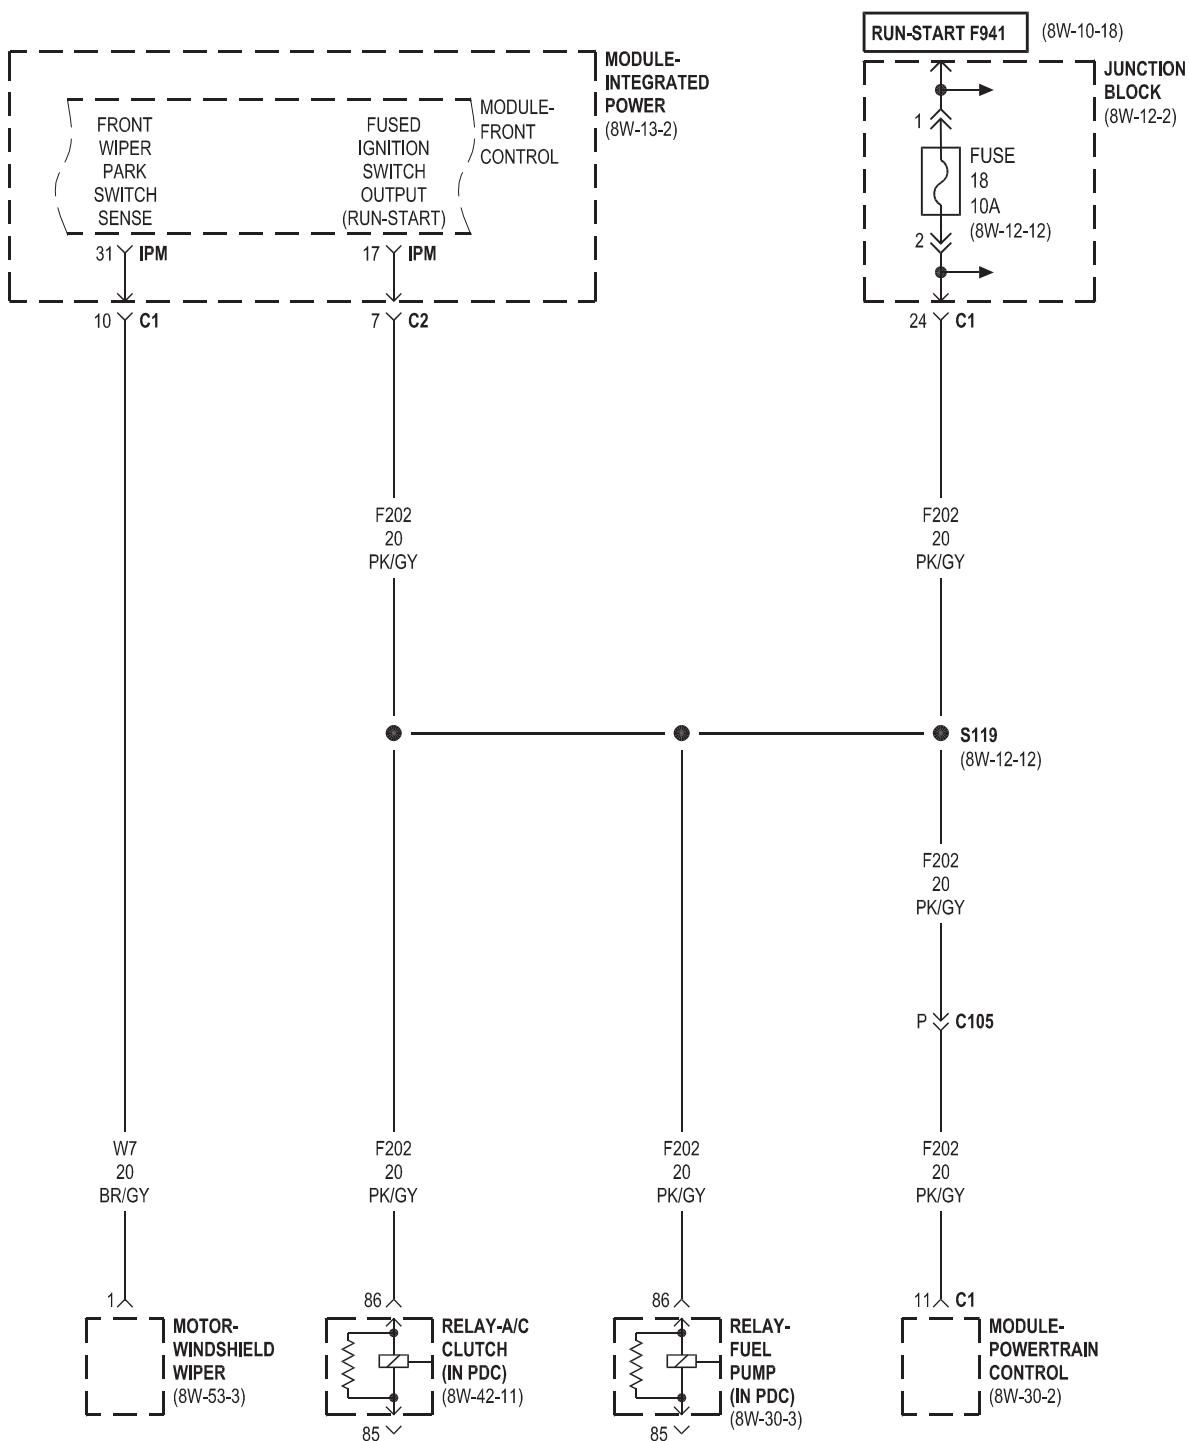 RUN-START F941
(8W-10-18)
MODULE-
INTEGRATED
POWER
(8W-13-2)
MODULE-
FRONT
CONTROL
FRONT
WIPER
PARK
SWITCH
SENSE
FUSED
IGNITION
SWITCH
OUTPUT
(RUN-START)
31 IPM
17 IPM
10 C1
7 C2
JUNCTION
BLOCK
(8W-12-2)
1
FUSE
18
10A
(8W-12-12)
2
24 C1
F202
20
PK/GY
F202
20
PK/GY
S119
(8W-12-12)
F202
20
PK/GY
P C105
W7
20
BR/GY
F202
20
PK/GY
F202
20
PK/GY
F202
20
PK/GY
1
MOTOR-
WINDSHIELD
WIPER
(8W-53-3)
86
RELAY-A/C
CLUTCH
(IN PDC)
(8W-42-11)
85
86
RELAY-
FUEL
PUMP
(IN PDC)
(8W-30-3)
85
11 C1
MODULE-
POWERTRAIN
CONTROL
(8W-30-2)